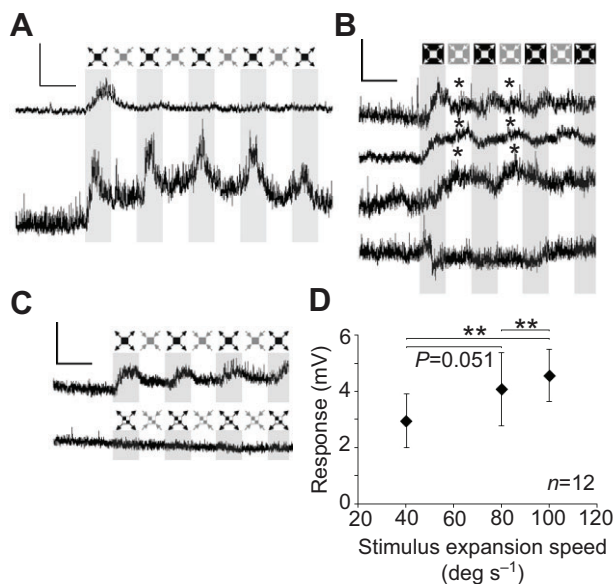 A
B
*
*
*
*
*
*
C
D
**
**
P=0.051
6
4
2
0
Response (mV)
n=12
20 40 60 80 100 120
Stimulus expansion speed
(deg s⁻¹)